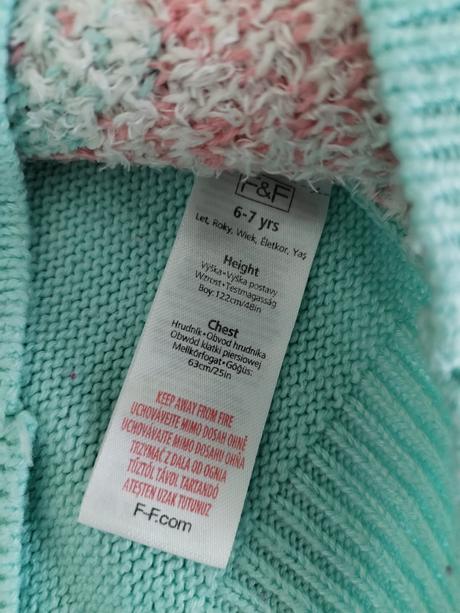 F&F
6-7 yrs
Let, Roky, Wiek, Életkor, Yaş
Height
Výška•Výška postavy
Wzrost•Testmagasság
Boy: 122cm/48in
Chest
Hrudník•Obvod hrudníka
Obwód klatki piersiowej
Mellkörfogat•Göğüs:
63cm/25in
KEEP AWAY FROM FIRE
UCHOVÁVEJTE MIMO DOSAH OHNĚ
UCHOVÁVAJTE MIMO DOSAHU OHŇA
TRZYMAĆ Z DALA OD OGNIA
TŰZTŐL TÁVOL TARTANDÓ
ATEŞTEN UZAK TUTUNUZ
F-F.com